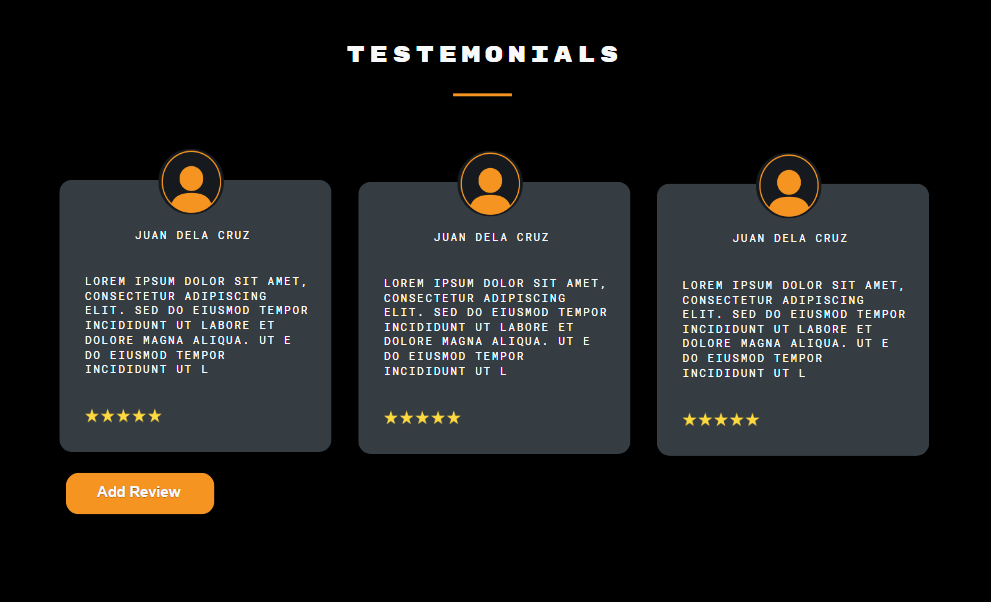 TESTEMONIALS
JUAN DELA CRUZ
LOREM IPSUM DOLOR SIT AMET,
CONSECTETUR ADIPISCING
ELIT. SED DO EIUSMOD TEMPOR
INCIDIDUNT UT LABORE ET
DOLORE MAGNA ALIQUA. UT E
DO EIUSMOD TEMPOR
INCIDIDUNT UT L
JUAN DELA CRUZ
LOREM IPSUM DOLOR SIT AMET,
CONSECTETUR ADIPISCING
ELIT. SED DO EIUSMOD TEMPOR
INCIDIDUNT UT LABORE ET
DOLORE MAGNA ALIQUA. UT E
DO EIUSMOD TEMPOR
INCIDIDUNT UT L
JUAN DELA CRUZ
LOREM IPSUM DOLOR SIT AMET,
CONSECTETUR ADIPISCING
ELIT. SED DO EIUSMOD TEMPOR
INCIDIDUNT UT LABORE ET
DOLORE MAGNA ALIQUA. UT E
DO EIUSMOD TEMPOR
INCIDIDUNT UT L
Add Review